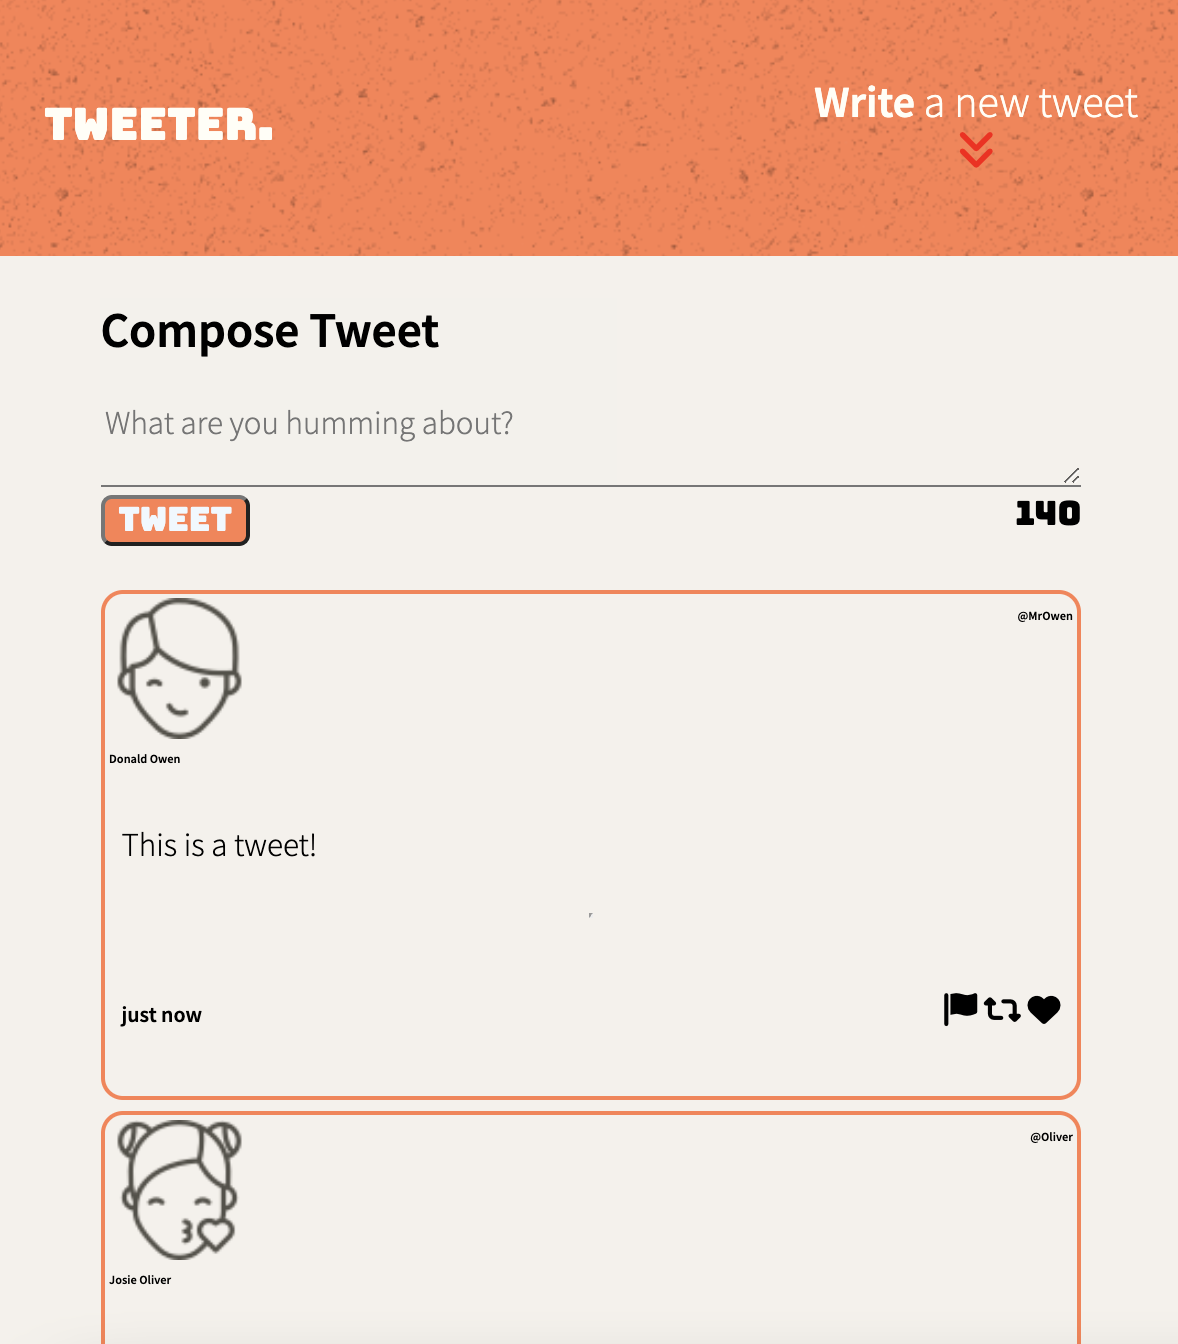 TWEETER.
Write a new tweet
Compose Tweet
What are you humming about?
TWEET
140
@MrOwen
Donald Owen
This is a tweet!
just now
@Oliver
Josie Oliver